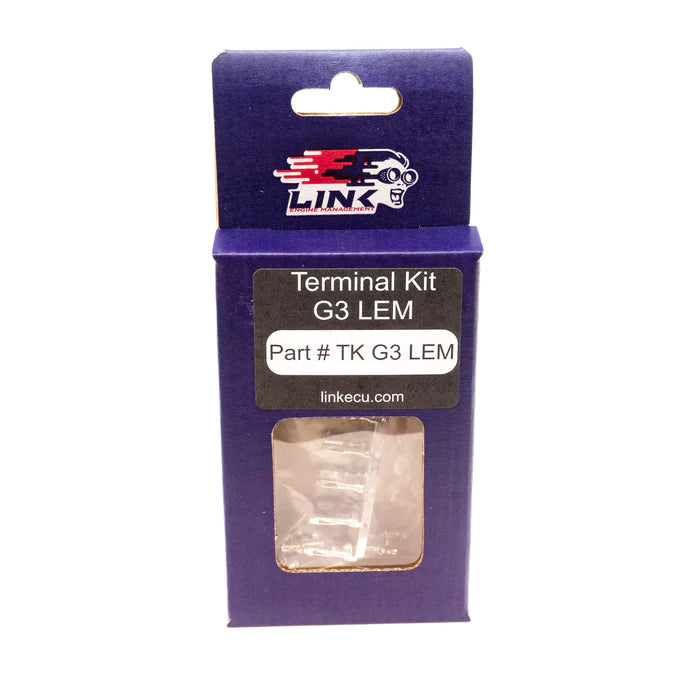 LINK
ENGINE MANAGEMENT
Terminal Kit
G3 LEM
Part # TK G3 LEM
linkecu.com